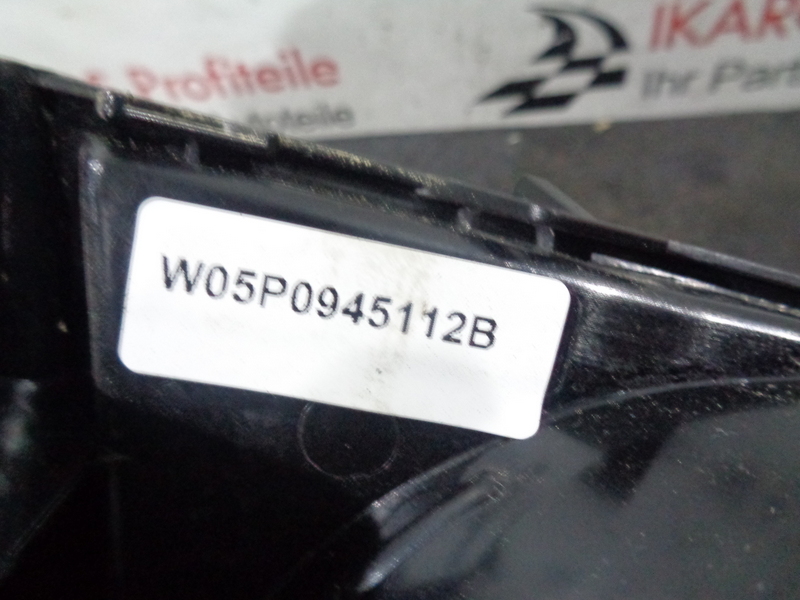 Profiteile
IKAR
Ihr Part
W05P0945112B